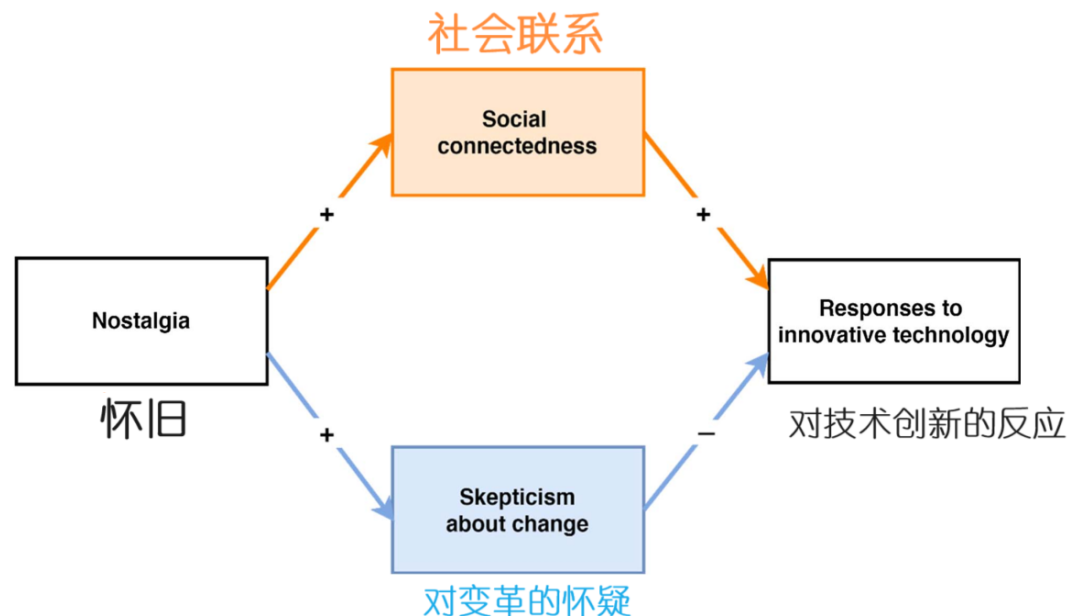 社会联系
Social
connectedness
+
+
Nostalgia
怀旧
Responses to
innovative technology
对技术创新的反应
+
−
Skepticism
about change
对变革的怀疑